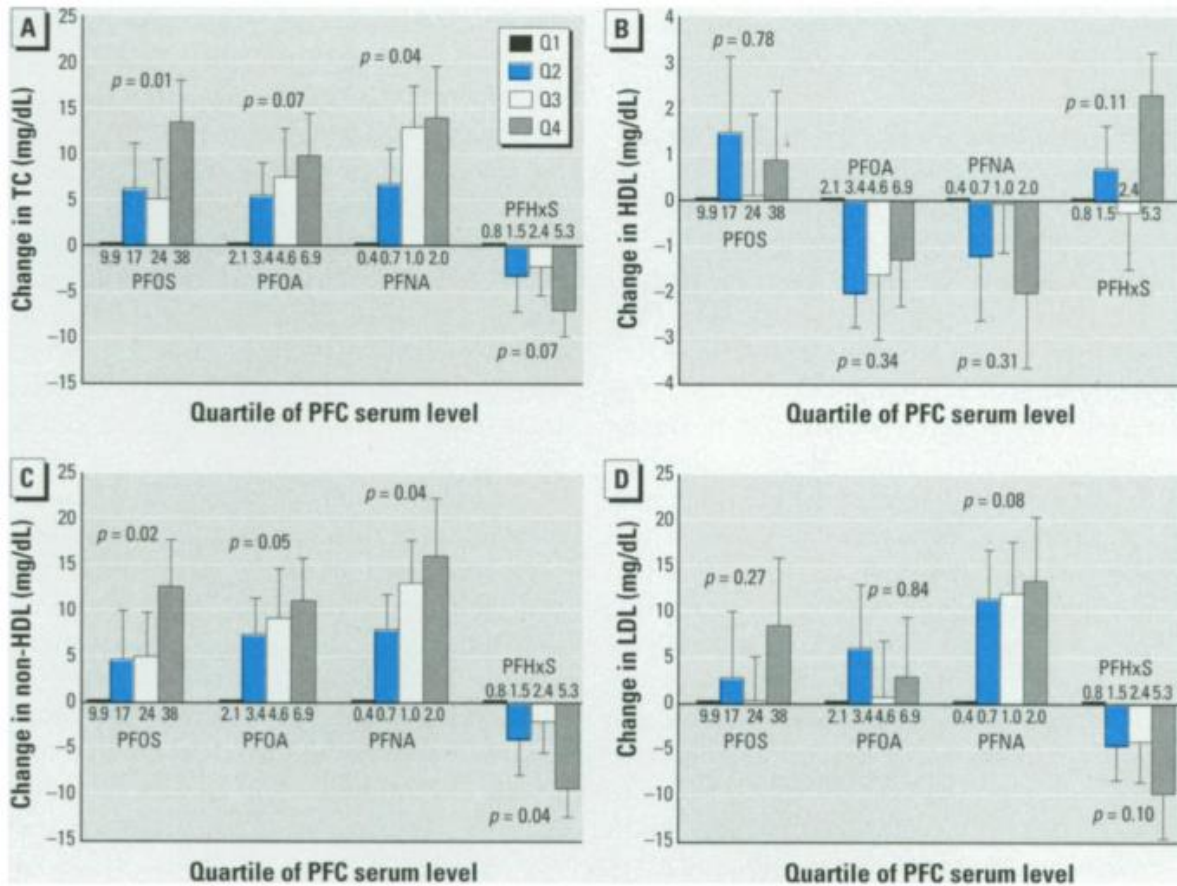 A
Change in TC (mg/dL)
25
20
15
10
5
0
−5
−10
−15
p = 0.01
p = 0.07
p = 0.04
Q1
Q2
Q3
Q4
PFHxS
0.8 1.5 2.4 5.3
9.9 17 24 38
2.1 3.4 4.6 6.9
0.4 0.7 1.0 2.0
PFOS
PFOA
PFNA
p = 0.07
Quartile of PFC serum level
B
Change in HDL (mg/dL)
4
3
2
1
0
−1
−2
−3
−4
p = 0.78
p = 0.11
PFOA
PFNA
2.1 3.4 4.6 6.9
0.4 0.7 1.0 2.0
9.9 17 24 38
0.8 1.5 2.4 5.3
PFOS
PFHxS
p = 0.34
p = 0.31
Quartile of PFC serum level
C
Change in non-HDL (mg/dL)
25
20
15
10
5
0
−5
−10
−15
p = 0.02
p = 0.05
p = 0.04
PFHxS
0.8 1.5 2.4 5.3
9.9 17 24 38
2.1 3.4 4.6 6.9
0.4 0.7 1.0 2.0
PFOS
PFOA
PFNA
p = 0.04
Quartile of PFC serum level
D
Change in LDL (mg/dL)
25
20
15
10
5
0
−5
−10
−15
p = 0.27
p = 0.84
p = 0.08
PFHxS
0.8 1.5 2.4 5.3
9.9 17 24 38
2.1 3.4 4.6 6.9
0.4 0.7 1.0 2.0
PFOS
PFOA
PFNA
p = 0.10
Quartile of PFC serum level